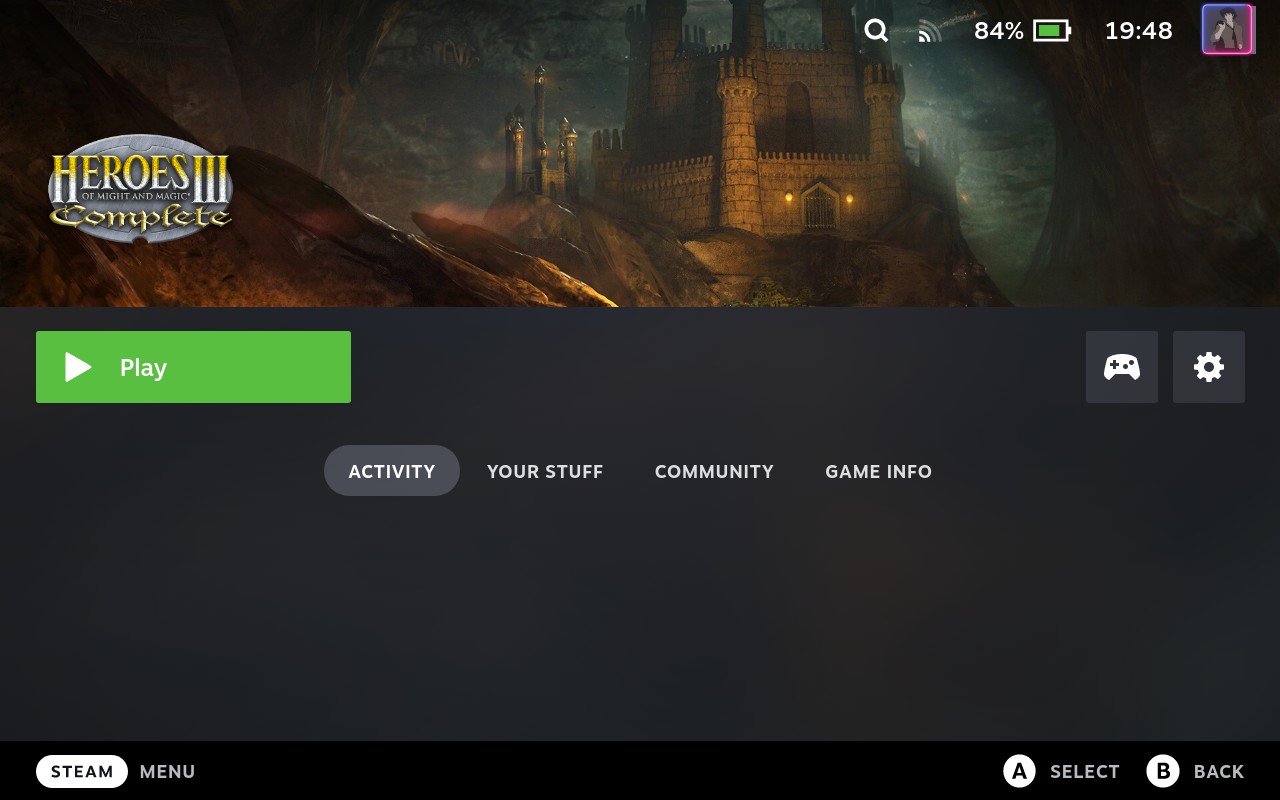 84%
19:48
HEROES III
OF MIGHT AND MAGIC®
Complete
Play
ACTIVITY
YOUR STUFF
COMMUNITY
GAME INFO
STEAM
MENU
A
SELECT
B
BACK